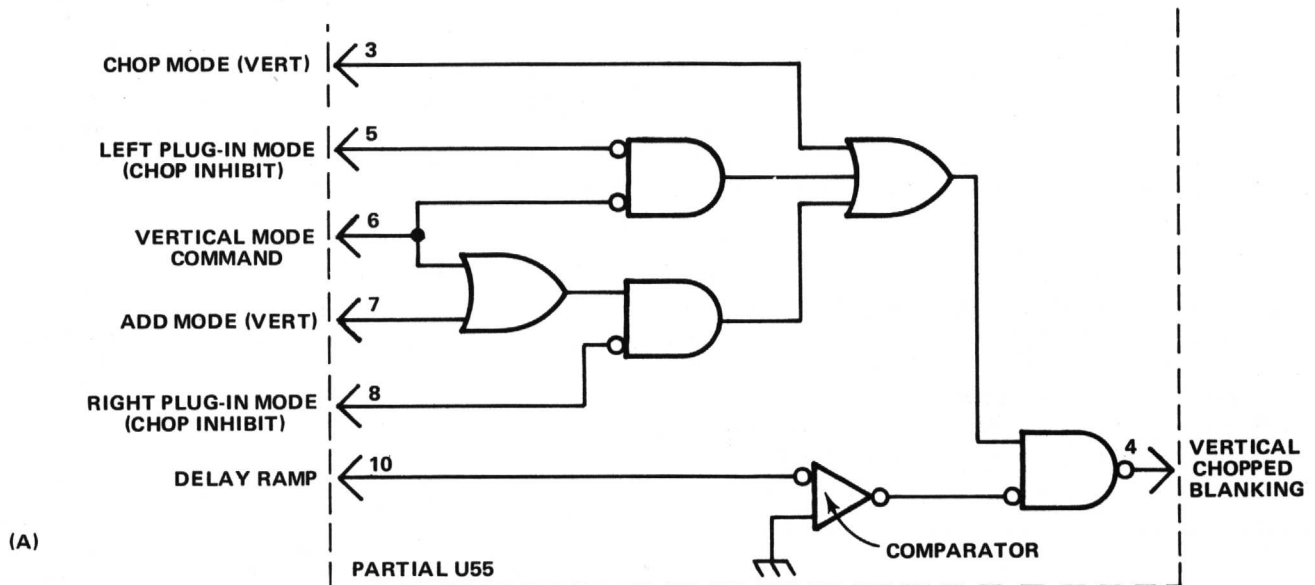 CHOP MODE (VERT)
3
LEFT PLUG-IN MODE
(CHOP INHIBIT)
5
VERTICAL MODE
COMMAND
6
ADD MODE (VERT)
7
RIGHT PLUG-IN MODE
(CHOP INHIBIT)
8
DELAY RAMP
10
4
VERTICAL
CHOPPED
BLANKING
COMPARATOR
(A)
PARTIAL U55